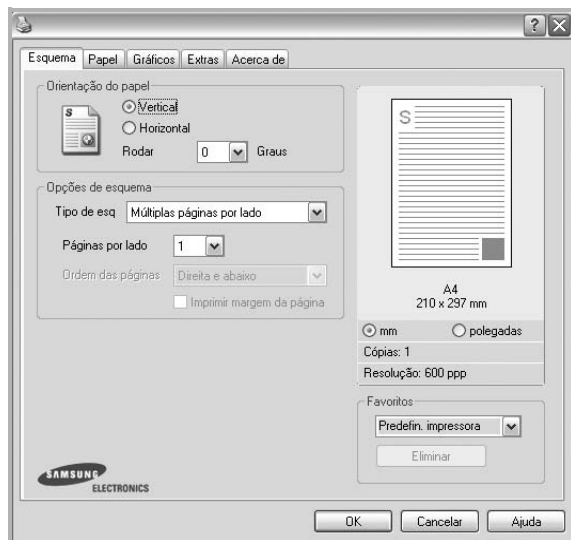 Esquema Papel Gráficos Extras Acerca de
Orientação do papel
S
Vertical
Horizontal
Rodar 0 Graus
Opções de esquema
Tipo de esq Múltiplas páginas por lado
Páginas por lado 1
Ordem das páginas Direita e abaixo
Imprimir margem da página
S
A4
210 x 297 mm
mm polegadas
Cópias: 1
Resolução: 600 ppp
Favoritos
Predefin. impressora
Eliminar
SAMSUNG
ELECTRONICS
OK Cancelar Ajuda